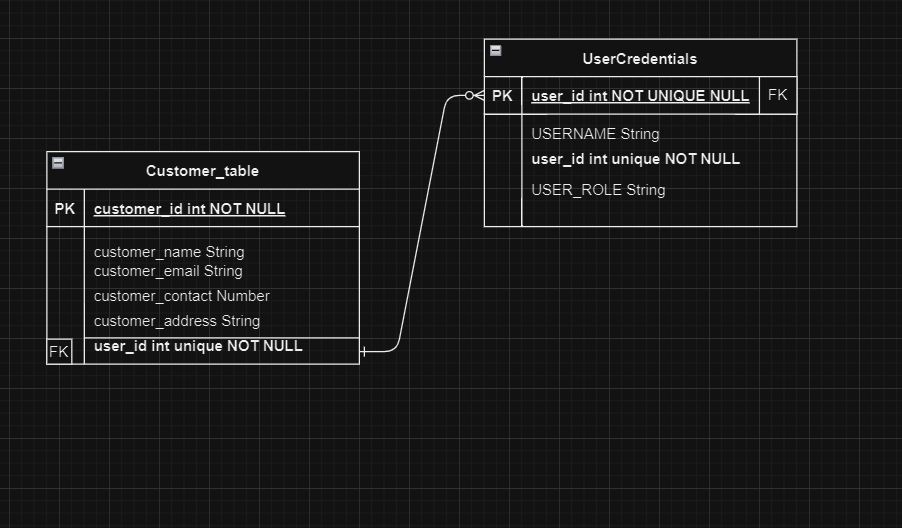 UserCredentials
PK user_id int NOT UNIQUE NULL FK
USERNAME String
user_id int unique NOT NULL
USER_ROLE String
Customer_table
PK customer_id int NOT NULL
customer_name String
customer_email String
customer_contact Number
customer_address String
FK user_id int unique NOT NULL